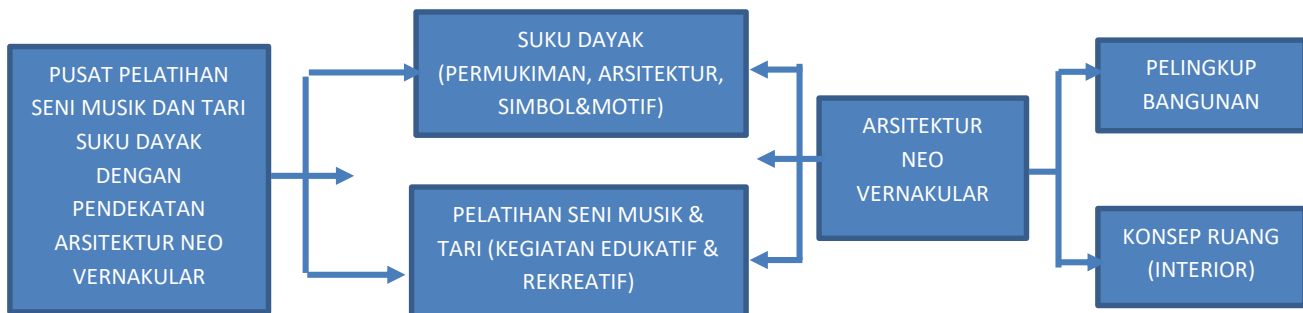 PUSAT PELATIHAN
SENI MUSIK DAN TARI
SUKU DAYAK
DENGAN
PENDEKATAN
ARSITEKTUR NEO
VERNAKULAR
SUKU DAYAK
(PERMUKIMAN, ARSITEKTUR,
SIMBOL&MOTIF)
PELATIHAN SENI MUSIK &
TARI (KEGIATAN EDUKATIF &
REKREATIF)
ARSITEKTUR
NEO
VERNAKULAR
PELINGKUP
BANGUNAN
KONSEP RUANG
(INTERIOR)